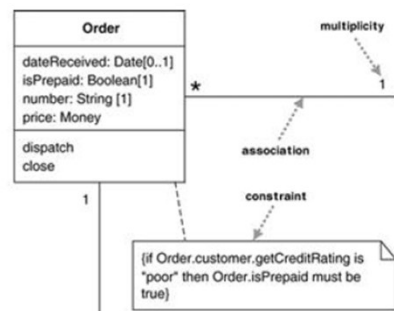 Order
multiplicity
dateReceived: Date[0..1]
isPrepaid: Boolean[1]
number: String [1]
price: Money
*
1
association
dispatch
close
constraint
1
{if Order.customer.getCreditRating is
"poor" then Order.isPrepaid must be
true}